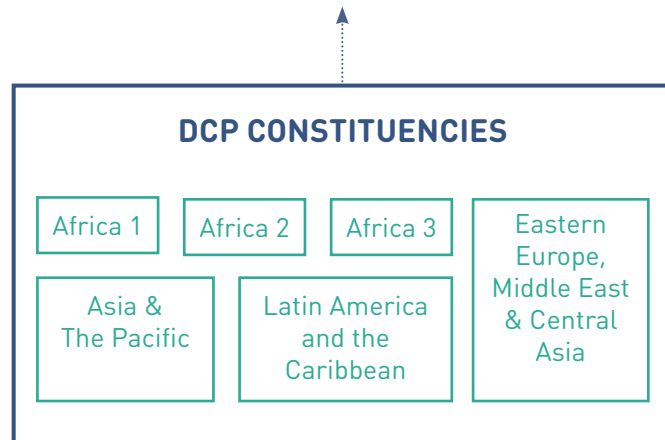 DCP CONSTITUENCIES
Africa 1
Africa 2
Africa 3
Eastern
Europe,
Middle East
& Central
Asia
Asia &
The Pacific
Latin America
and the
Caribbean